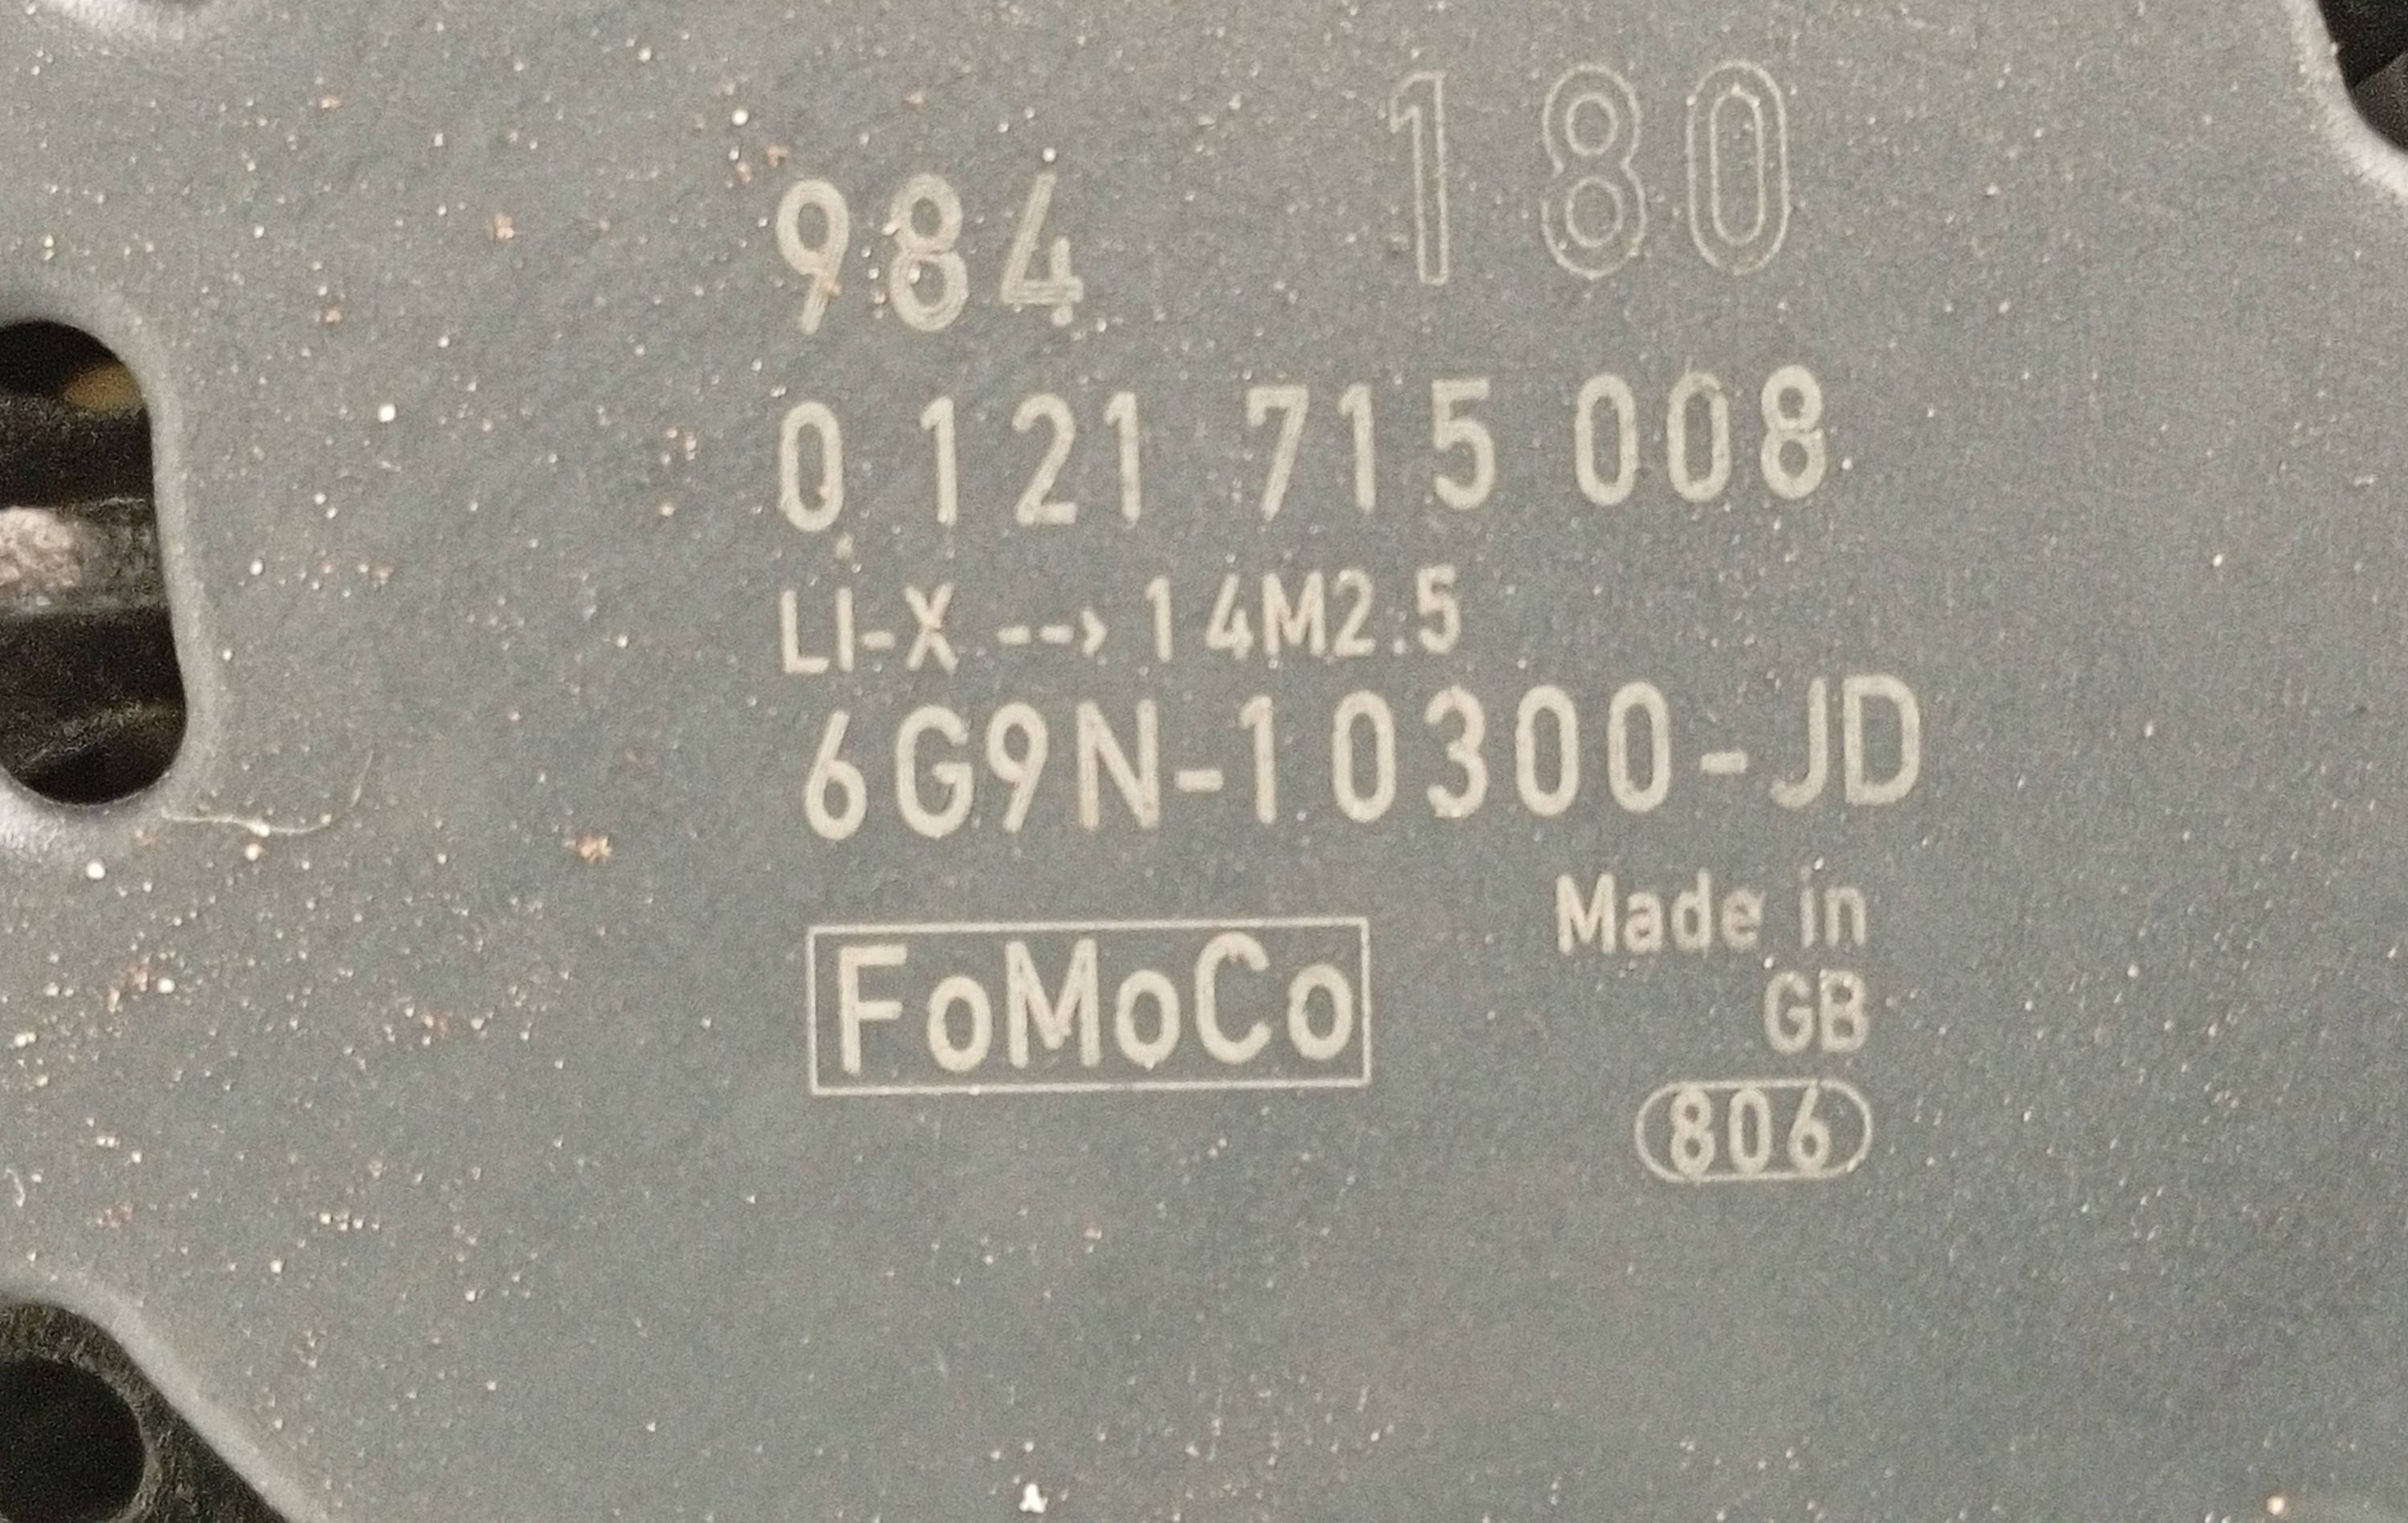 984 180
0 121 715 008
LI-X --> 14M2.5
6G9N-10300-JD
FoMoCo
Made in
GB
806